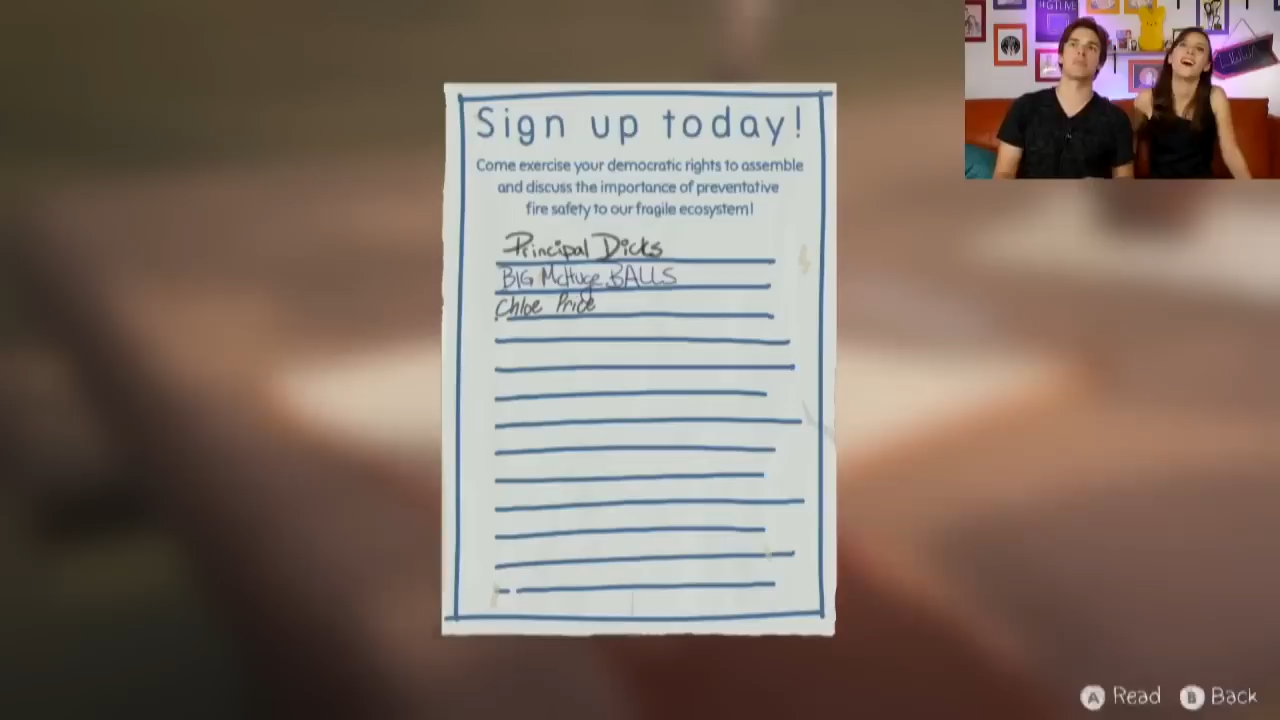 Sign up today!
Come exercise your democratic rights to assemble
and discuss the importance of preventative
fire safety to our fragile ecosystem!
Principal Dicks
BIG McHuge BALLS
Chloe Price
A Read B Back